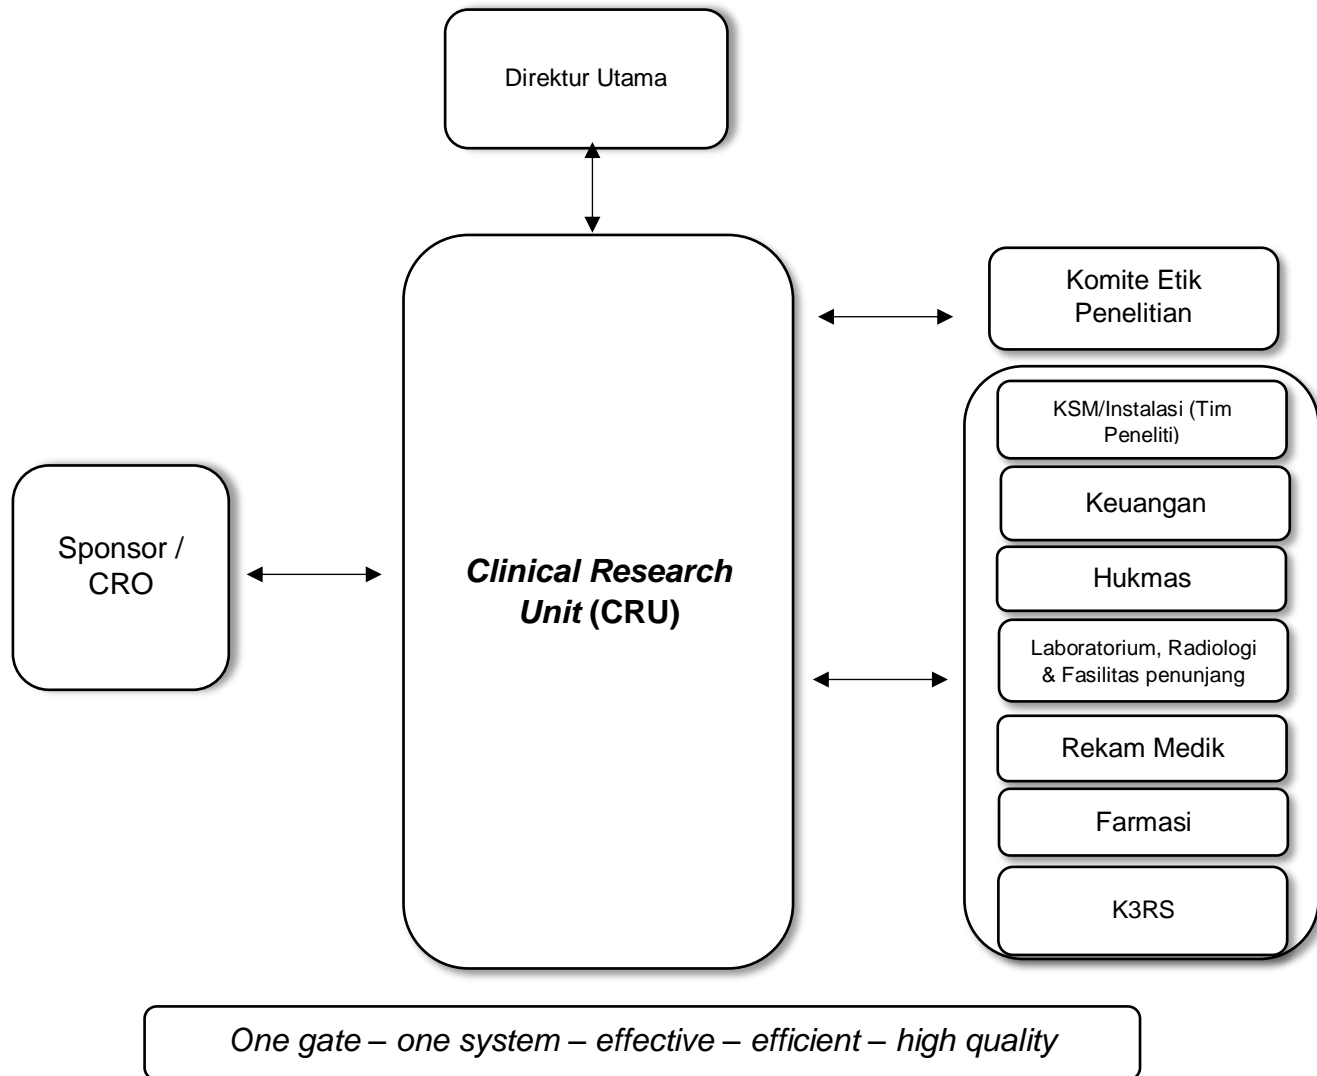 Direktur Utama
Komite Etik
Penelitian
KSM/Instalasi (Tim
Peneliti)
Keuangan
Sponsor /
CRO
Clinical Research
Unit (CRU)
Hukmas
Laboratorium, Radiologi
& Fasilitas penunjang
Rekam Medik
Farmasi
K3RS
One gate – one system – effective – efficient – high quality